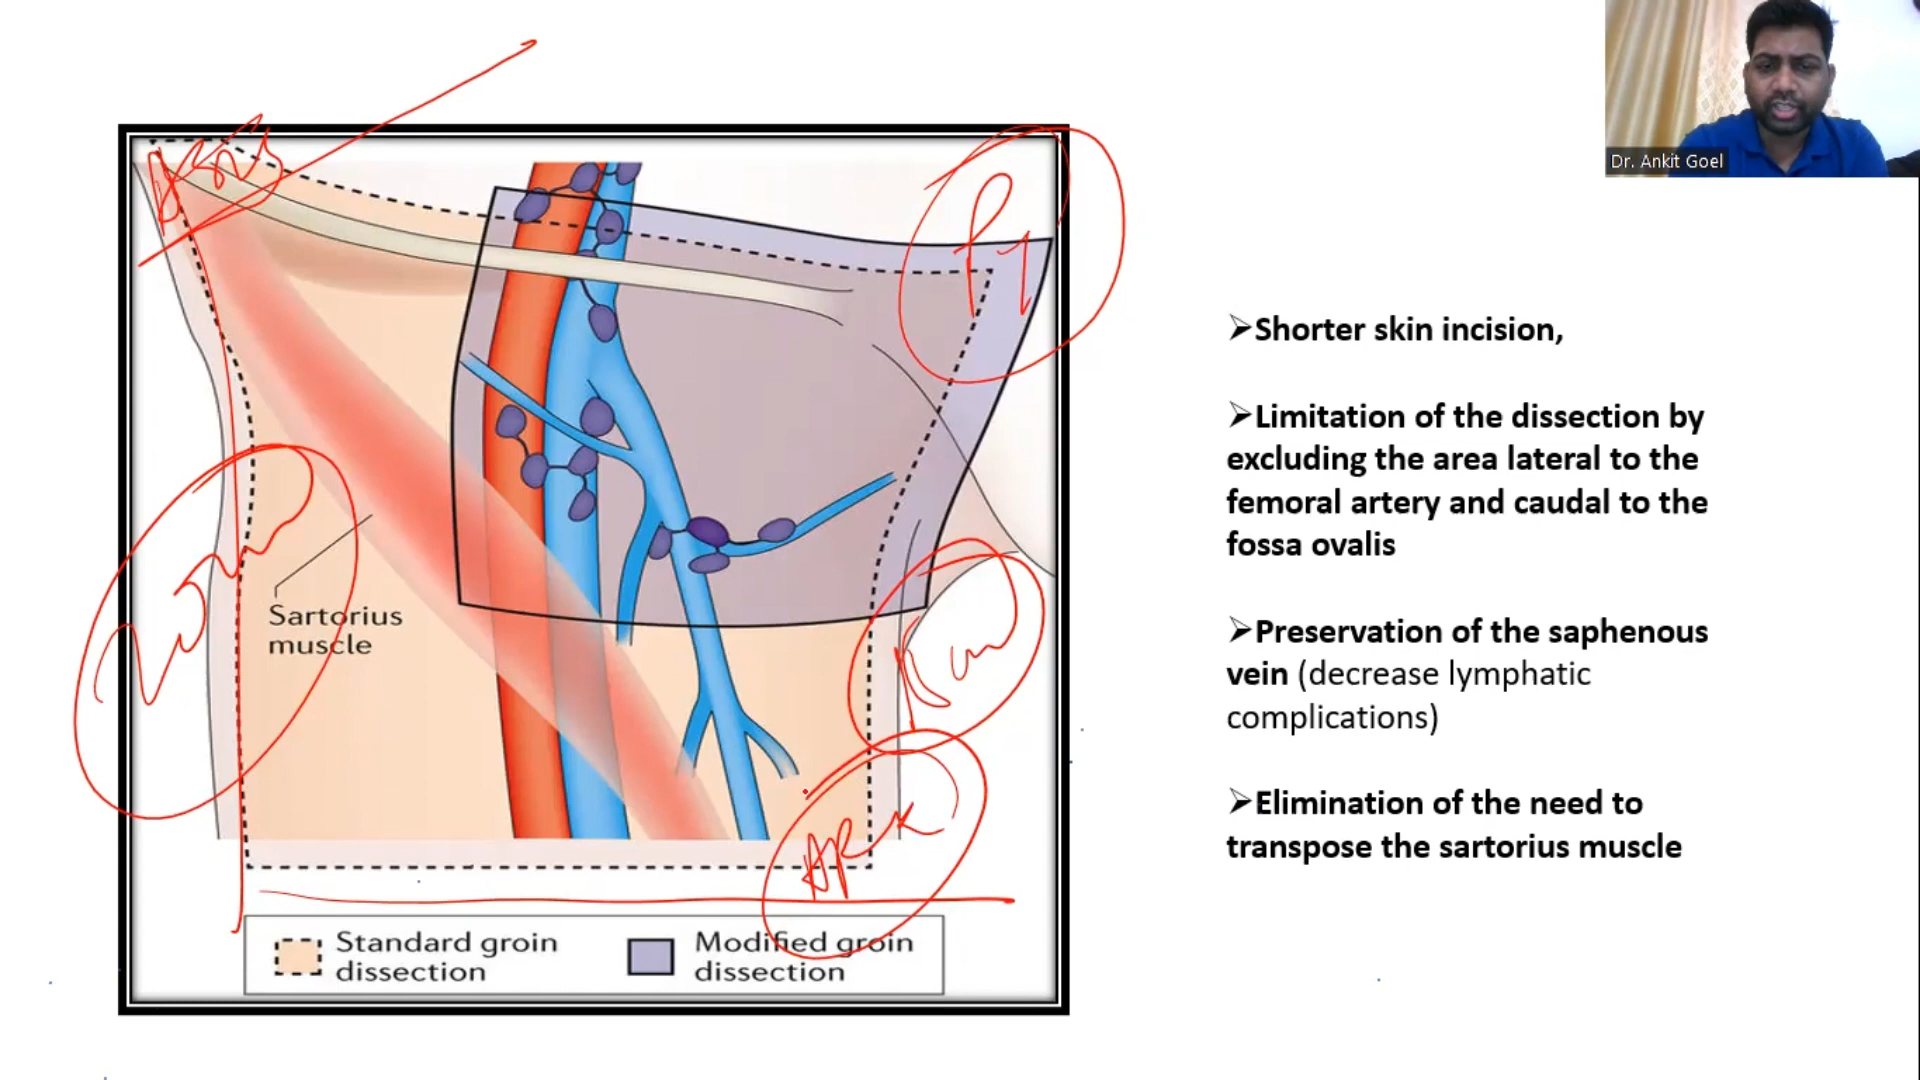 Dr. Ankit Goel
ASIS
➢Shorter skin incision,
➢Limitation of the dissection by
excluding the area lateral to the
femoral artery and caudal to the
fossa ovalis
➢Preservation of the saphenous
vein (decrease lymphatic
complications)
➢Elimination of the need to
transpose the sartorius muscle
Sartorius
muscle
20cm
Standard groin
dissection
Modified groin
dissection